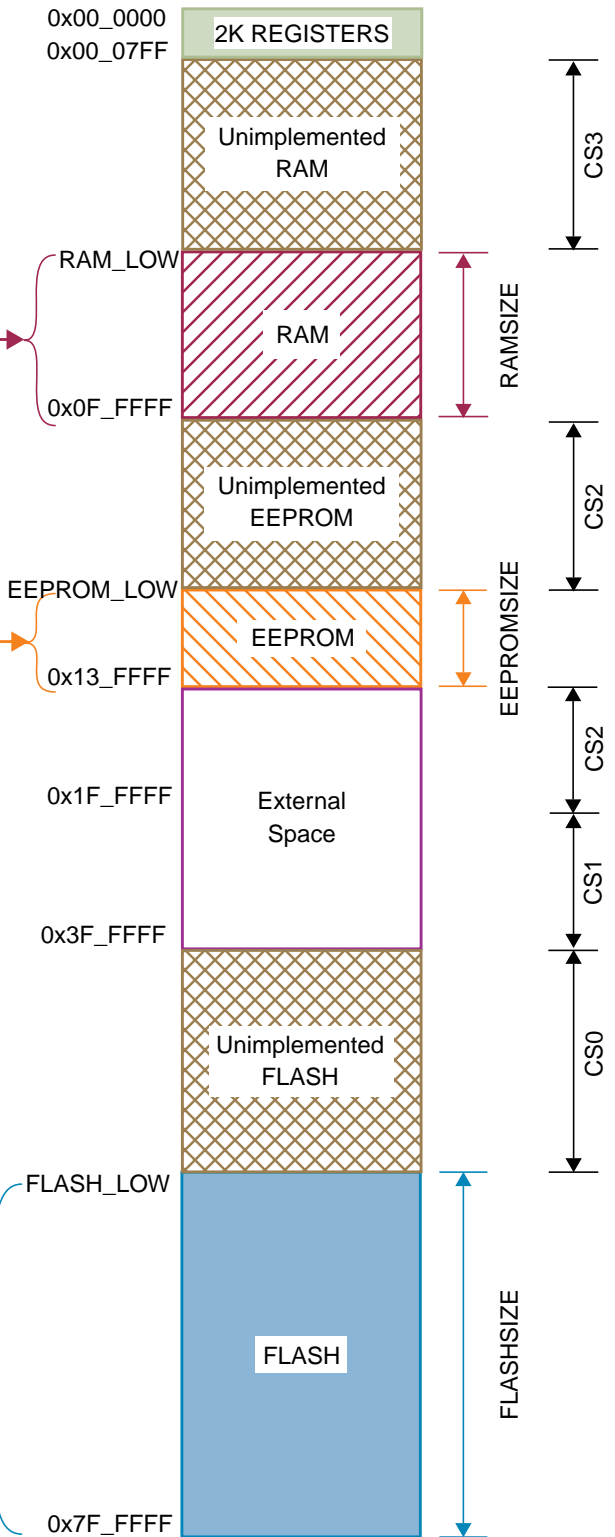 0x00_0000
2K REGISTERS
0x00_07FF
Unimplemented
RAM
CS3
RAM_LOW
RAM
RAMSIZE
0x0F_FFFF
Unimplemented
EEPROM
CS2
EEPROM_LOW
EEPROM
EEPROMSIZE
0x13_FFFF
CS2
0x1F_FFFF
External
Space
CS1
0x3F_FFFF
Unimplemented
FLASH
CS0
FLASH_LOW
FLASH
FLASHSIZE
0x7F_FFFF